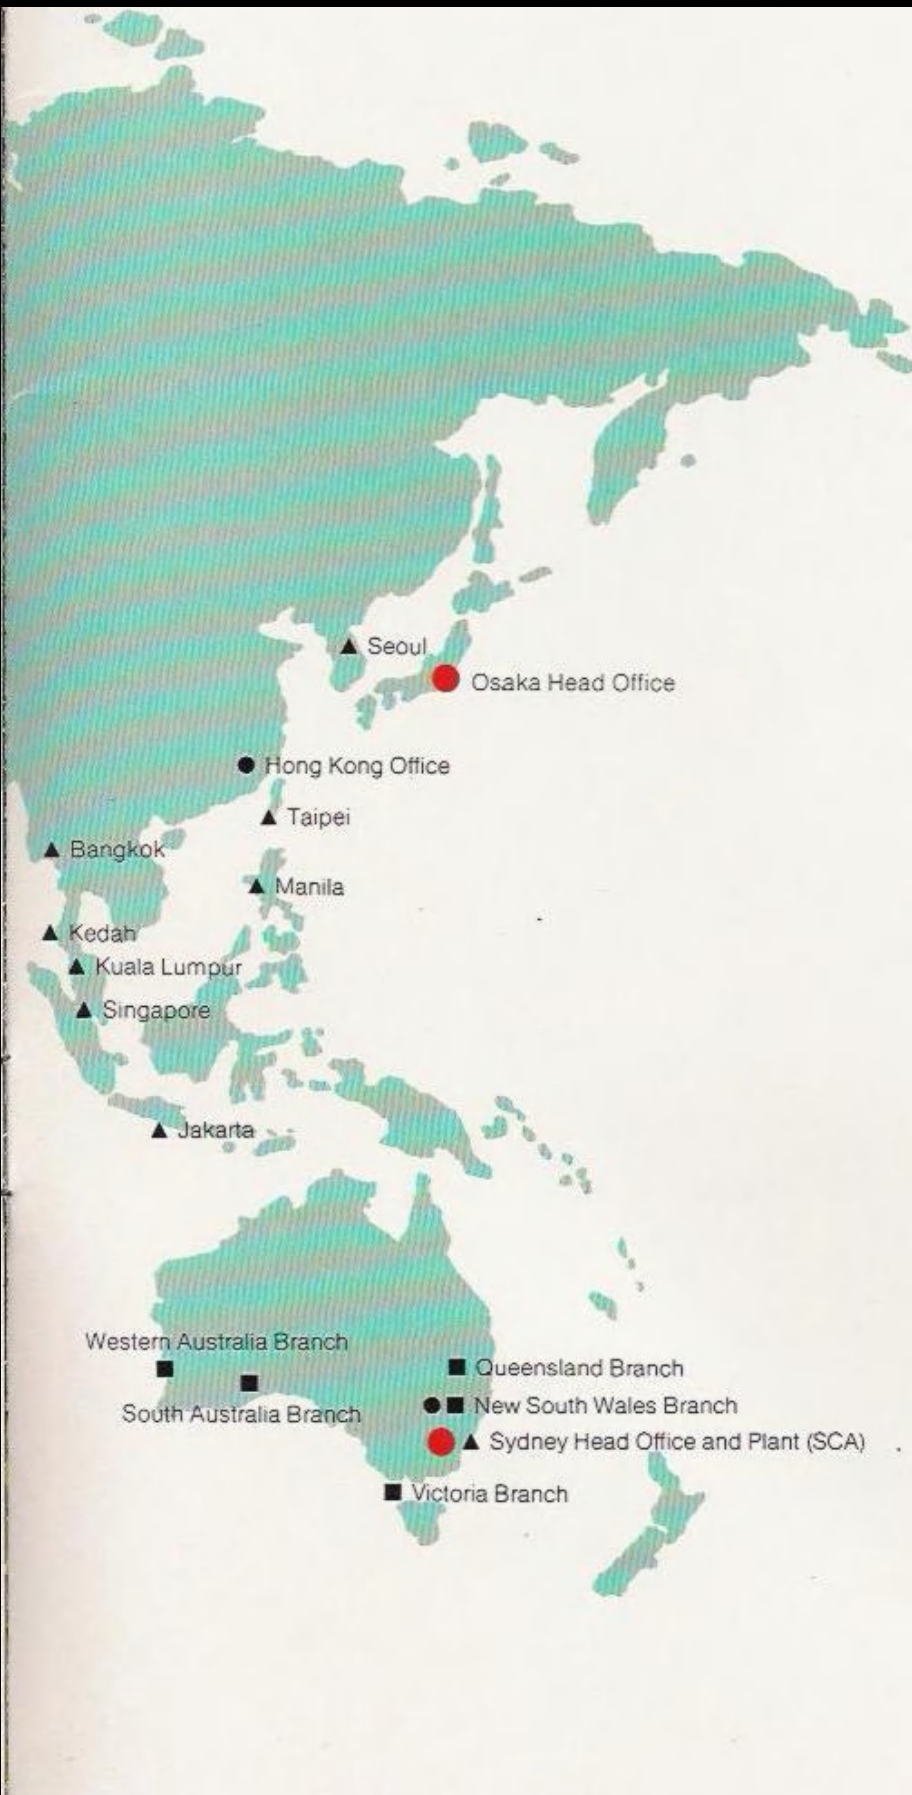 Seoul
Osaka Head Office
Hong Kong Office
Taipei
Bangkok
Manila
Kedah
Kuala Lumpur
Singapore
Jakarta
Western Australia Branch
Queensland Branch
South Australia Branch
New South Wales Branch
Sydney Head Office and Plant (SCA)
Victoria Branch